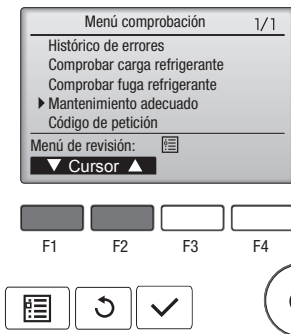 Menú comprobación 1/1
Histórico de errores
Comprobar carga refrigerante
Comprobar fuga refrigerante
Mantenimiento adecuado
Código de petición
Menú de revisión:
▼ Cursor ▲
F1 F2 F3 F4